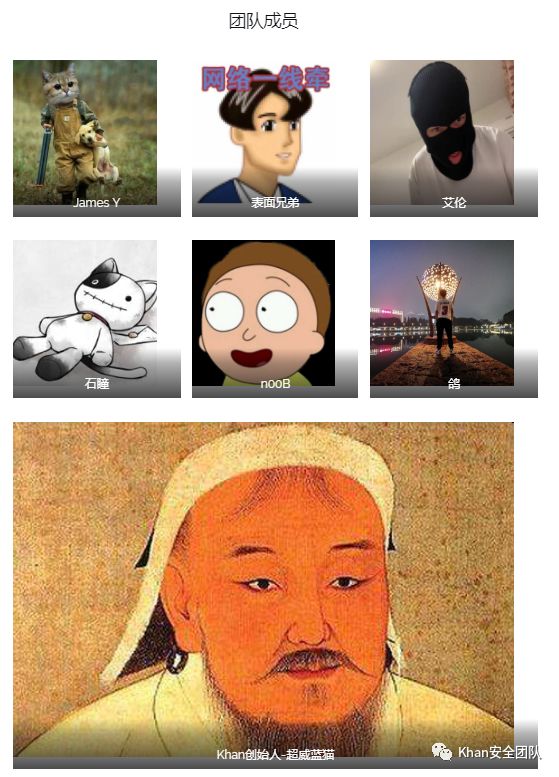 团队成员
网络一线牵
James Y
表面兄弟
艾伦
石瞳
n00B
鸽
3
Khan创始人-超威蓝猫
Khan安全团队